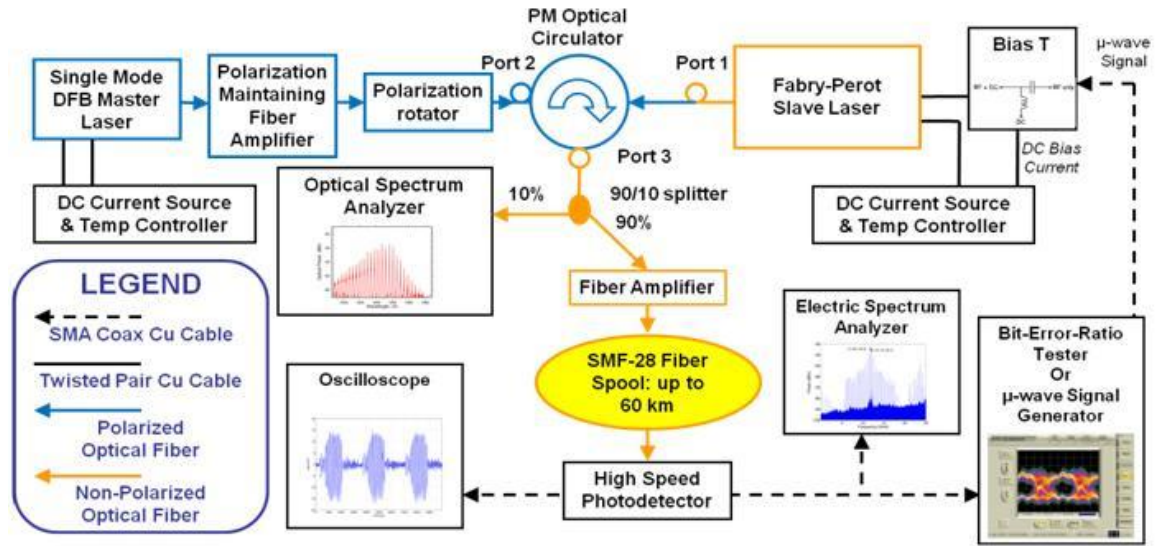 PM Optical
Circulator
Port 2
Port 1
Single Mode
DFB Master
Laser
Polarization
Maintaining
Fiber
Amplifier
Polarization
rotator
Fabry-Perot
Slave Laser
Bias T
µ-wave
Signal
DC Bias
Current
Port 3
DC Current Source
& Temp Controller
Optical Spectrum
Analyzer
10%
90/10 splitter
90%
DC Current Source
& Temp Controller
LEGEND
SMA Coax Cu Cable
Twisted Pair Cu Cable
Polarized
Optical Fiber
Non-Polarized
Optical Fiber
Fiber Amplifier
SMF-28 Fiber
Spool: up to
60 km
Oscilloscope
High Speed
Photodetector
Electric Spectrum
Analyzer
Bit-Error-Ratio
Tester
Or
µ-wave Signal
Generator